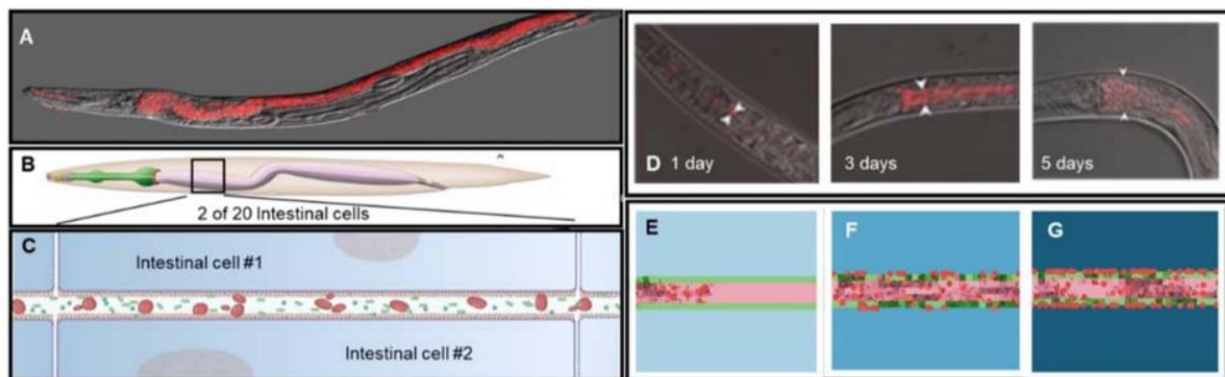 A
B
2 of 20 Intestinal cells
C
Intestinal cell #1
Intestinal cell #2
D 1 day
3 days
5 days
E
F
G